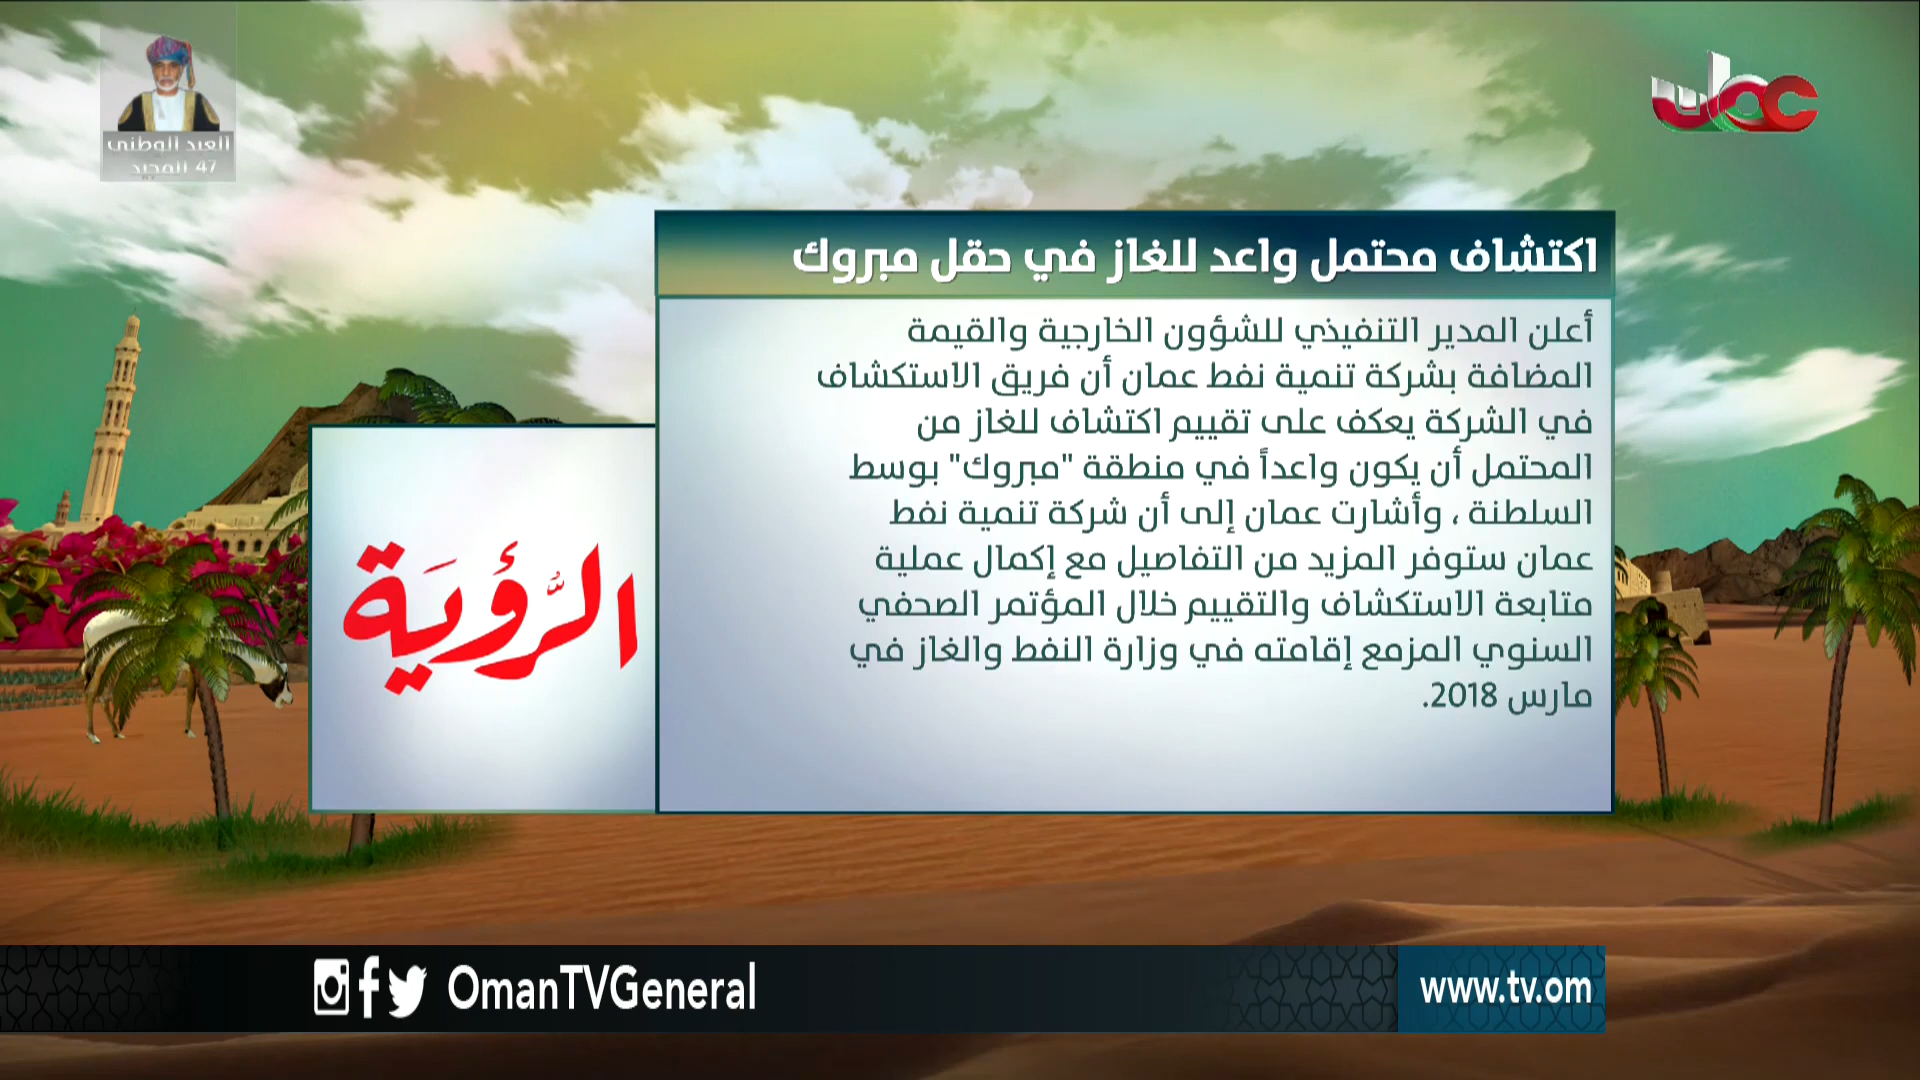 العيد الوطني
47 المجيد
عمان
اكتشاف محتمل واعد للغاز في حقل مبروك
أعلن المدير التنفيذي للشؤون الخارجية والقيمة
المضافة بشركة تنمية نفط عمان أن فريق الاستكشاف
في الشركة يعكف على تقييم اكتشاف للغاز من
المحتمل أن يكون واعداً في منطقة "مبروك" بوسط
السلطنة ، وأشارت عمان إلى أن شركة تنمية نفط
عمان ستوفر المزيد من التفاصيل مع إكمال عملية
متابعة الاستكشاف والتقييم خلال المؤتمر الصحفي
السنوي المزمع إقامته في وزارة النفط والغاز في
مارس 2018.
الرُّؤيَة
OmanTVGeneral
www.tv.om